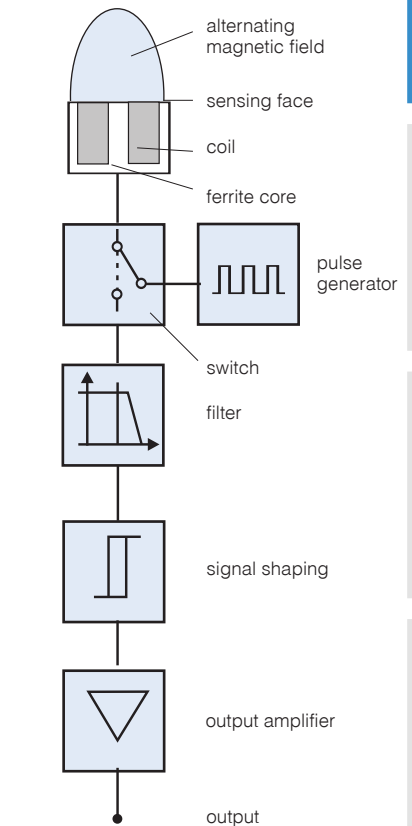 alternating
magnetic field
sensing face
coil
ferrite core
pulse
generator
switch
filter
signal shaping
output amplifier
output